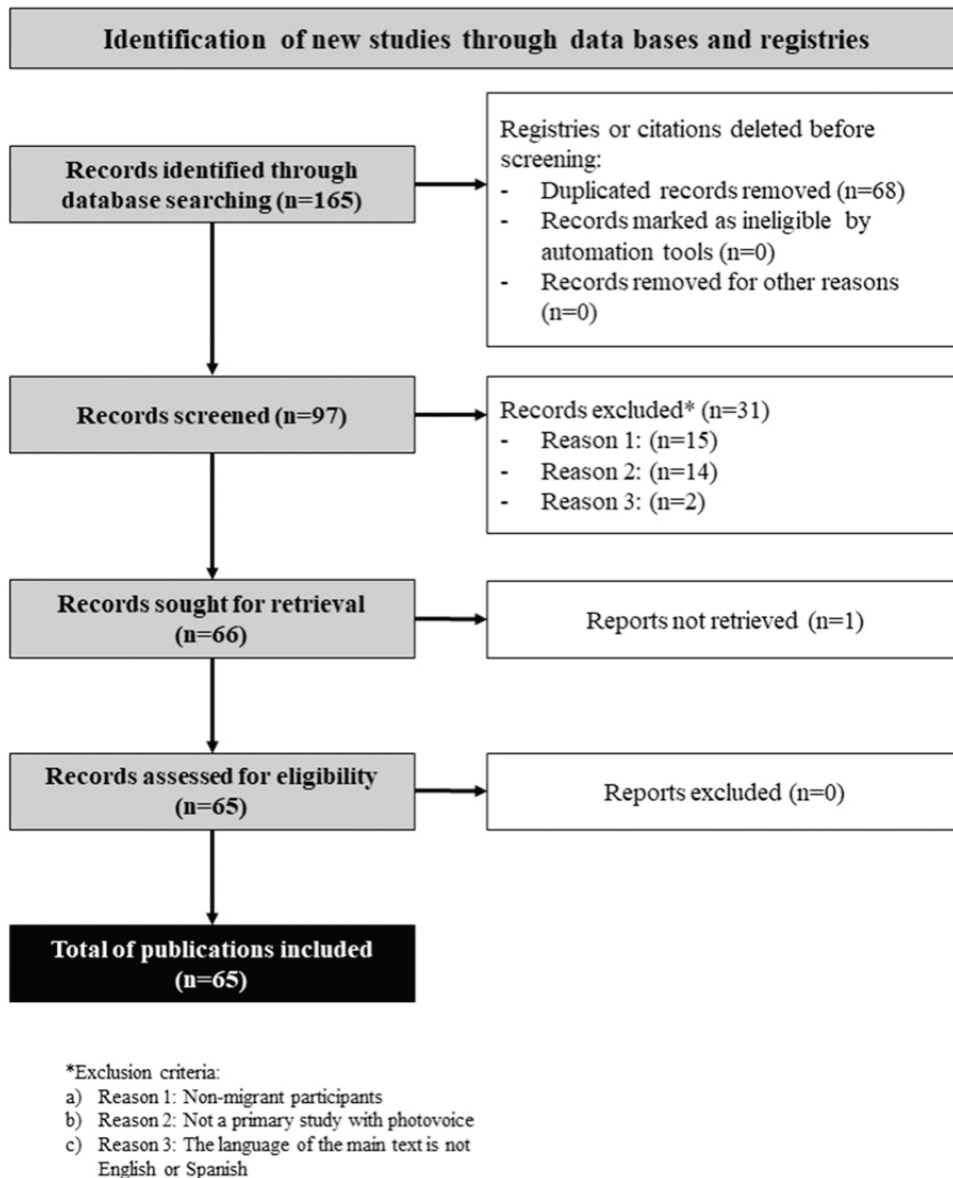 Identification of new studies through data bases and registries
Records identified through
database searching (n=165)
Registries or citations deleted before
screening:
- Duplicated records removed (n=68)
- Records marked as ineligible by
automation tools (n=0)
- Records removed for other reasons
(n=0)
Records screened (n=97)
Records excluded* (n=31)
- Reason 1: (n=15)
- Reason 2: (n=14)
- Reason 3: (n=2)
Records sought for retrieval
(n=66)
Reports not retrieved (n=1)
Records assessed for eligibility
(n=65)
Reports excluded (n=0)
Total of publications included
(n=65)
*Exclusion criteria:
a) Reason 1: Non-migrant participants
b) Reason 2: Not a primary study with photovoice
c) Reason 3: The language of the main text is not
English or Spanish